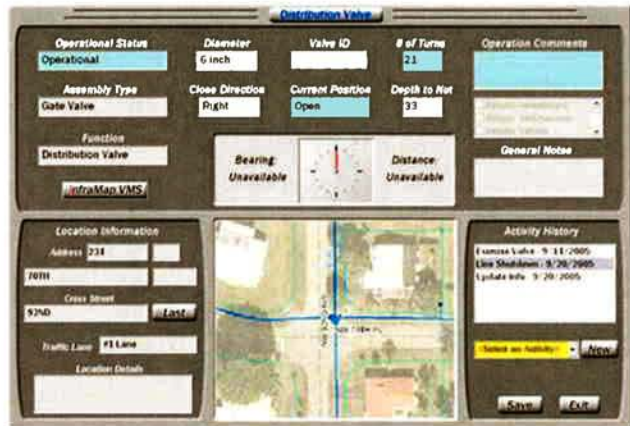 Distribution Valve
Operational Status
Diameter
Valve ID
# of Turns
Operation Comments
Operational
6 inch
21
Assembly Type
Close Direction
Current Position
Depth to Nut
Gate Valve
Right
Open
33
Function
General Notes
Distribution Valve
Bearing:
Unavailable
Distance:
Unavailable
InfraMap VMS
Location Information
Activity History
Address
231
Examine Valve - 9/11/2005
Line Shutdown - 9/20/2005
Update Info - 9/20/2005
70TH
Cross Street
92ND
Last
Traffic Lane
#1 Lane
Select an Activity
New
Location Details
Save
Exit